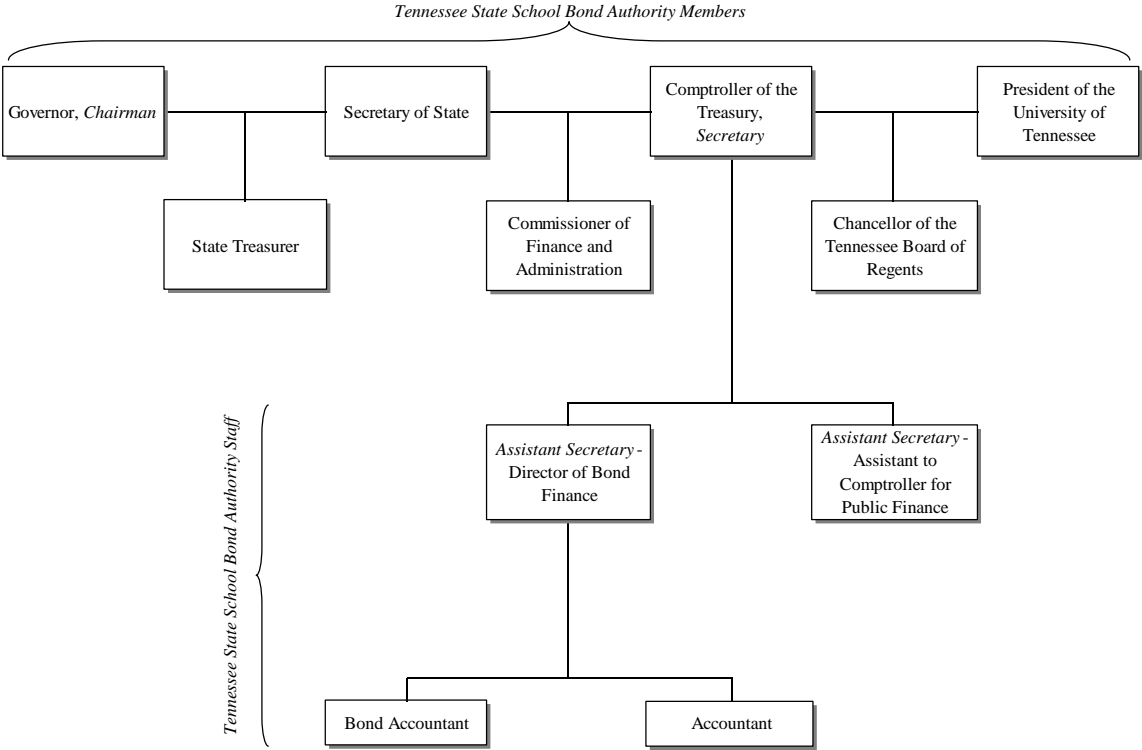 Tennessee State School Bond Authority Members
Governor, Chairman
Secretary of State
Comptroller of the
Treasury,
Secretary
President of the
University of
Tennessee
State Treasurer
Commissioner of
Finance and
Administration
Chancellor of the
Tennessee Board of
Regents
Tennessee State School Bond Authority Staff
Assistant Secretary -
Director of Bond
Finance
Assistant Secretary -
Assistant to
Comptroller for
Public Finance
Bond Accountant
Accountant